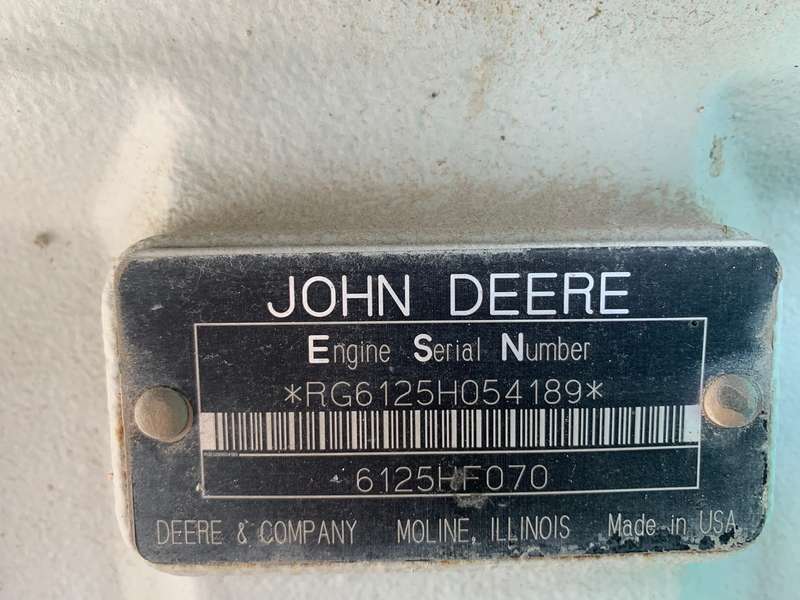 JOHN DEERE
Engine Serial Number
*RG6125H054189*
6125HF070
DEERE & COMPANY MOLINE, ILLINOIS Made in USA